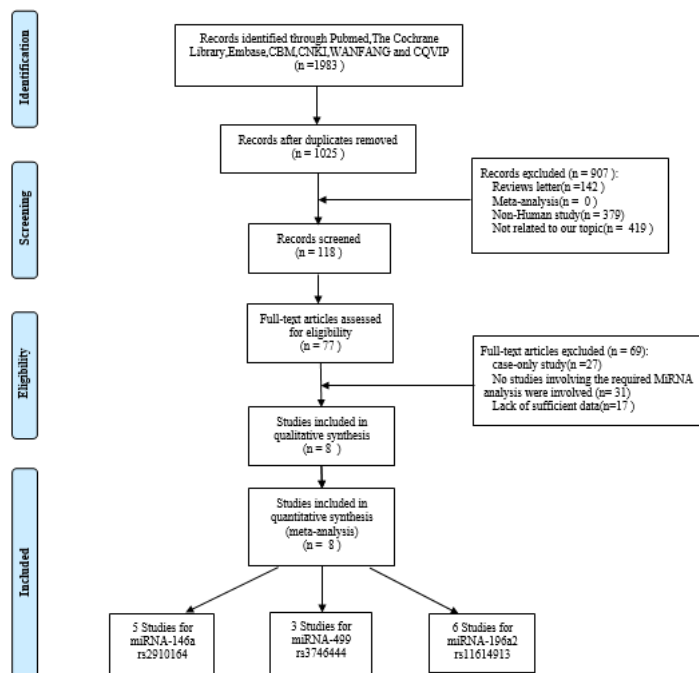 Identification
Records identified through Pubmed,The Cochrane
Library,Embase,CBM,CNKI,WANFANG and CQVIP
(n =1983 )
Records after duplicates removed
(n = 1025 )
Screening
Records excluded (n = 907 ):
Reviews letter(n =142 )
Meta-analysis(n = 0 )
Non-Human study(n = 379)
Not related to our topic(n = 419 )
Records screened
(n = 118 )
Eligibility
Full-text articles assessed
for eligibility
(n = 77 )
Full-text articles excluded (n = 69):
case-only study(n =27)
No studies involving the required MiRNA
analysis were involved (n= 31)
Lack of sufficient data(n=17 )
Studies included in
qualitative synthesis
(n = 8 )
Included
Studies included in
quantitative synthesis
(meta-analysis)
(n = 8 )
5 Studies for
miRNA-146a
rs2910164
3 Studies for
miRNA-499
rs3746444
6 Studies for
miRNA-196a2
rs11614913